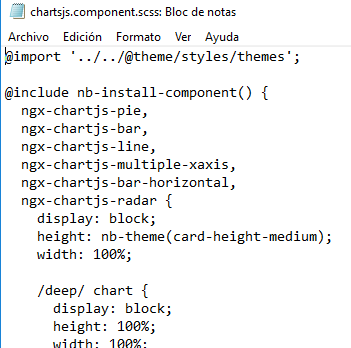 chartsjs.component.scss: Bloc de notas
Archivo Edición Formato Ver Ayuda
@import '../../@theme/styles/themes';
@include nb-install-component() {
ngx-chartjs-pie,
ngx-chartjs-bar,
ngx-chartjs-line,
ngx-chartjs-multiple-xaxis,
ngx-chartjs-bar-horizontal,
ngx-chartjs-radar {
display: block;
height: nb-theme(card-height-medium);
width: 100%;
/deep/ chart {
display: block;
height: 100%;
width: 100%;